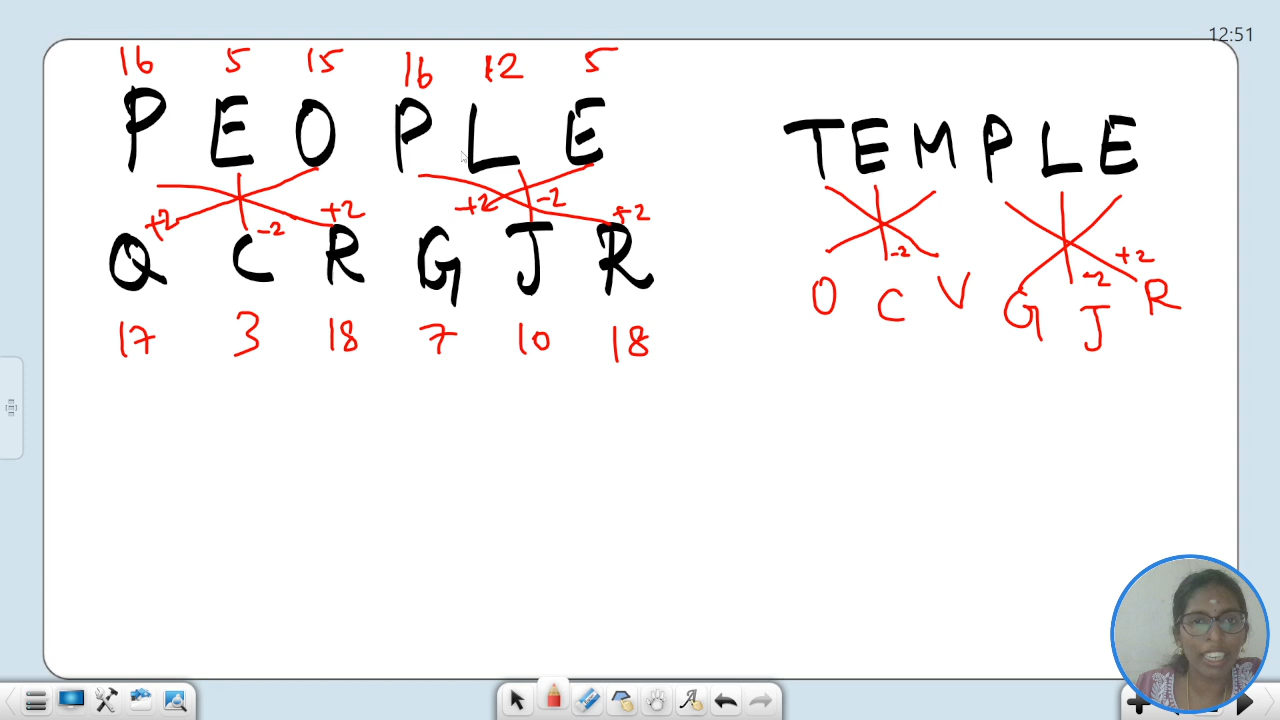 12:51
16 5 15 16 12 5
PEOPLE
+2 -2 +2 +2 -2 +2
QCRGJR
17 3 18 7 10 18
TEMPLE
-2 -2 +2
OCVGJR